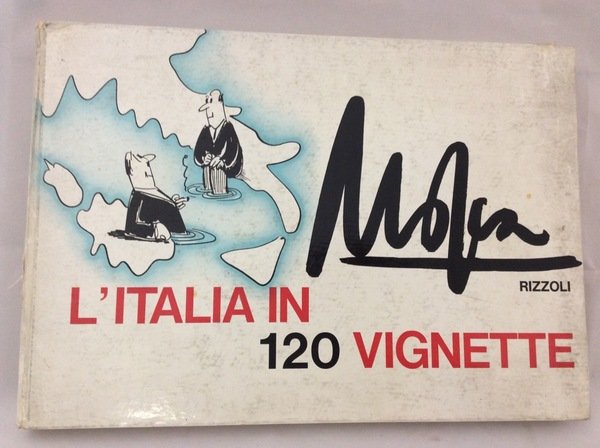 Mosca
RIZZOLI
L'ITALIA IN
120 VIGNETTE